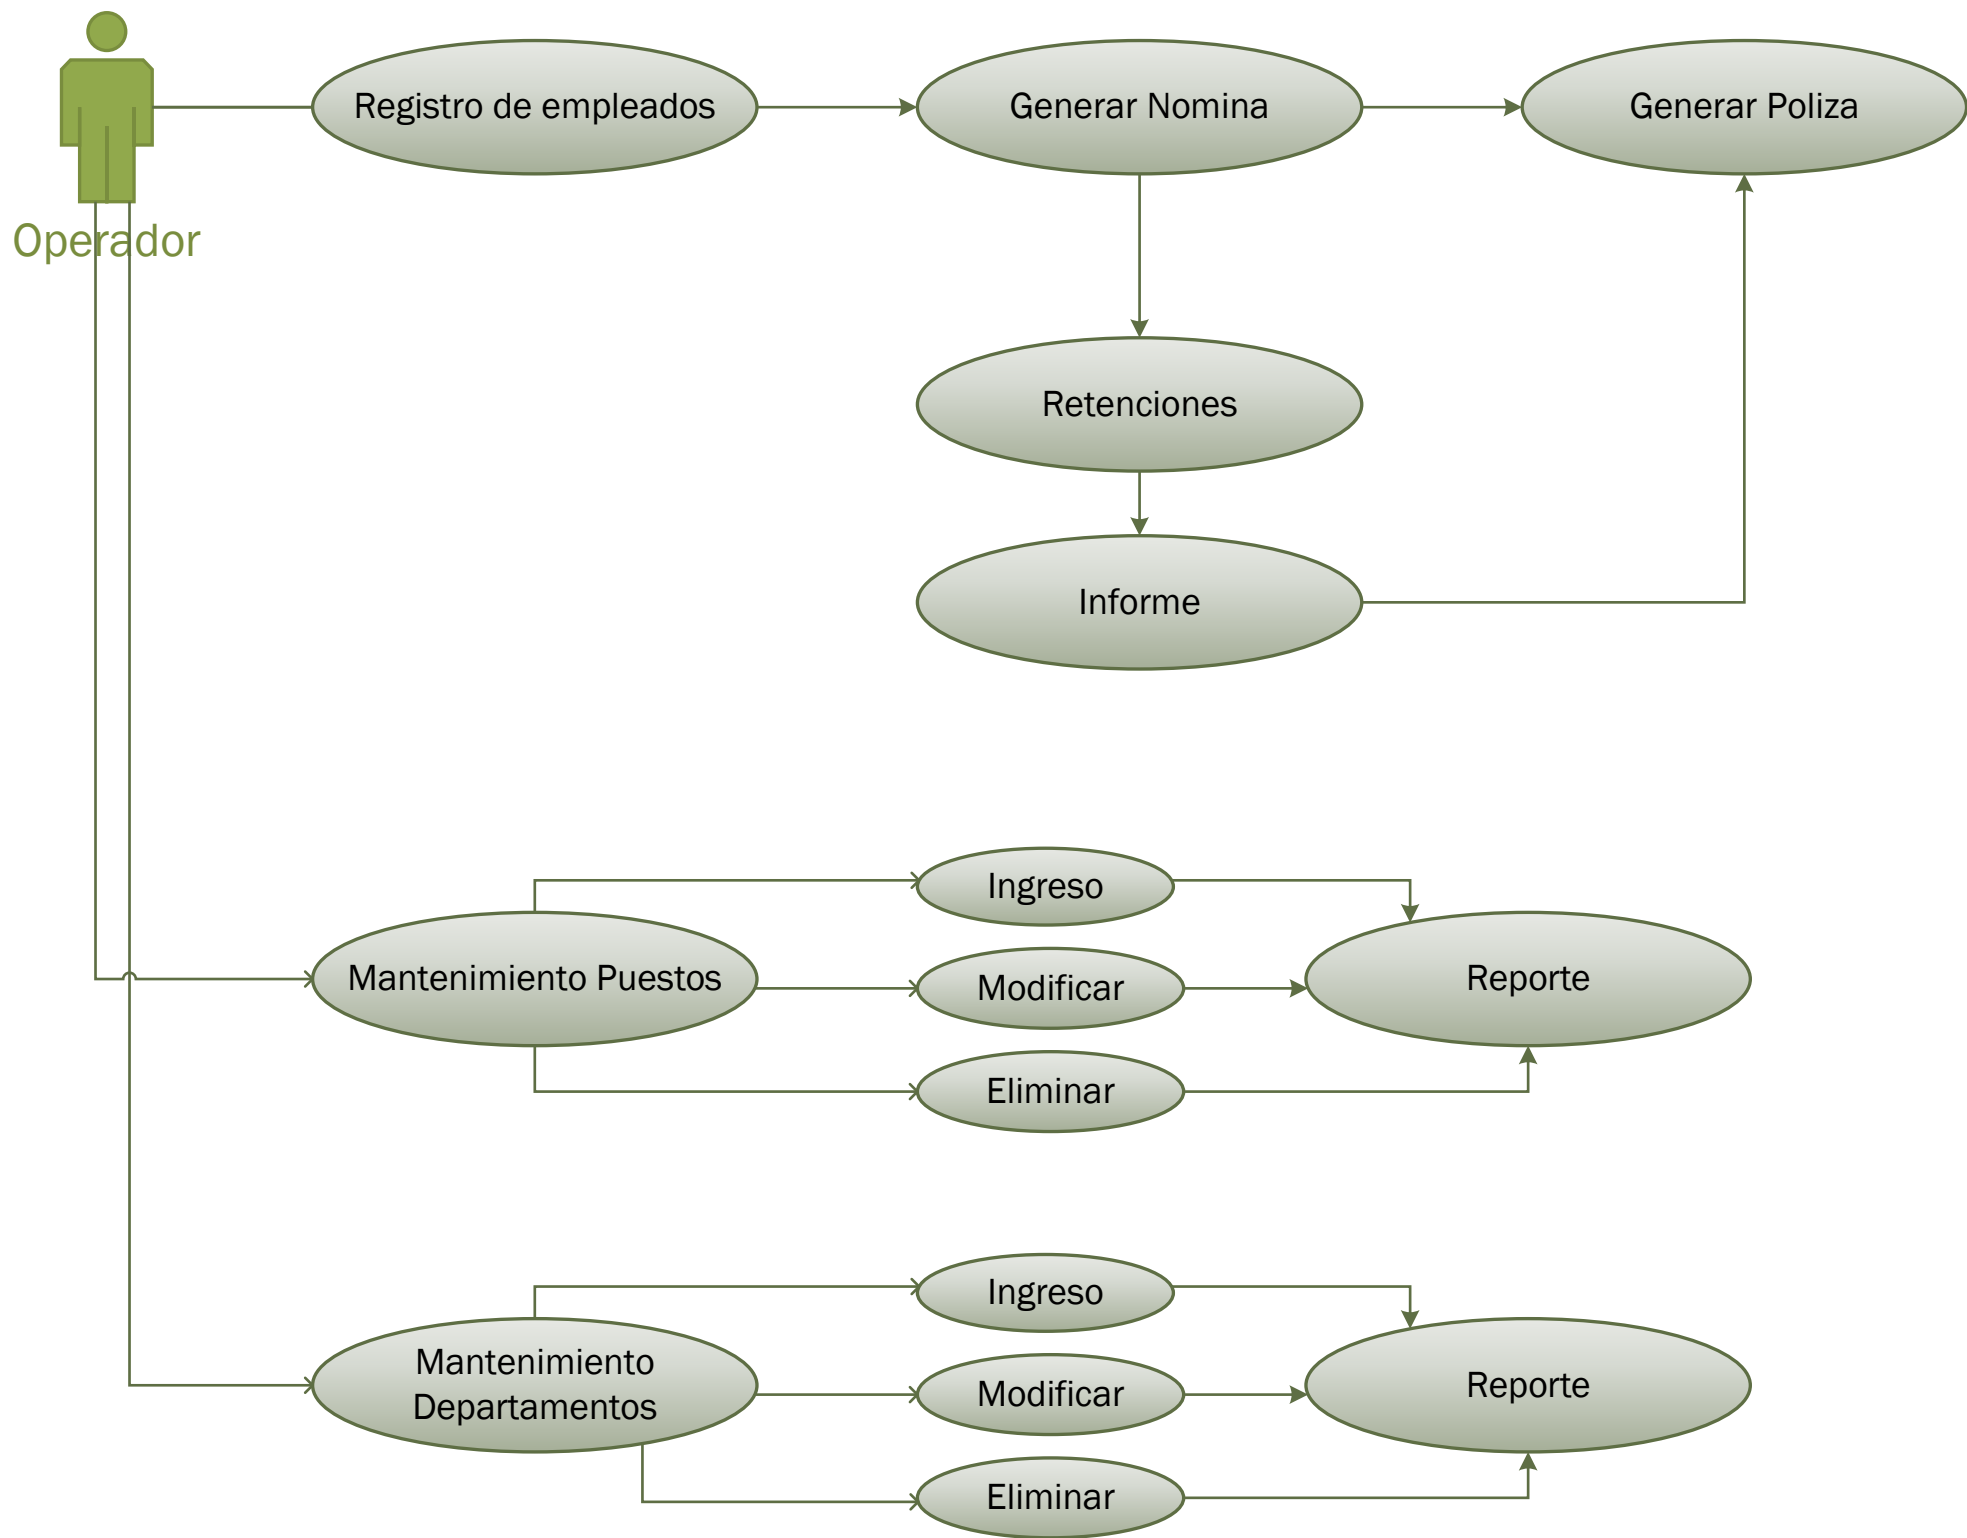 Operador
Registro de empleados
Generar Nomina
Generar Poliza
Retenciones
Informe
Mantenimiento Puestos
Ingreso
Modificar
Eliminar
Reporte
Mantenimiento
Departamentos
Ingreso
Modificar
Eliminar
Reporte